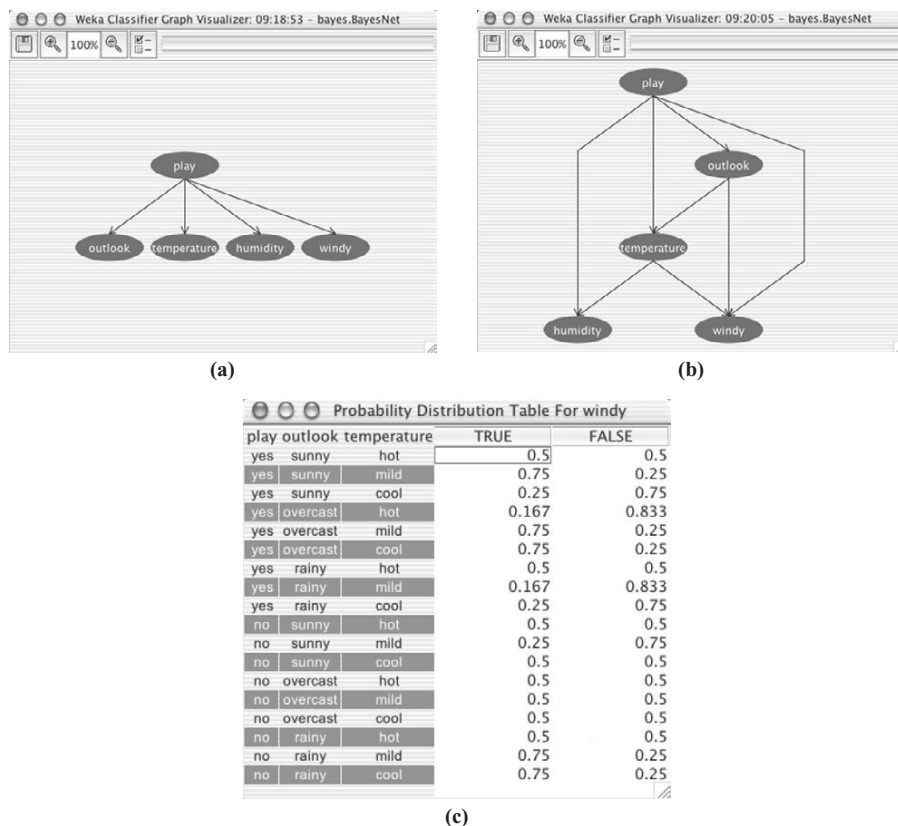 Weka Classifier Graph Visualizer: 09:18:53 – bayes.BayesNet
100%
play
outlook temperature humidity windy
(a)
Weka Classifier Graph Visualizer: 09:20:05 – bayes.BayesNet
100%
play
outlook
temperature
humidity windy
(b)
Probability Distribution Table For windy
play outlook temperature TRUE FALSE
yes sunny hot 0.5 0.5
yes sunny mild 0.75 0.25
yes sunny cool 0.25 0.75
yes overcast hot 0.167 0.833
yes overcast mild 0.75 0.25
yes overcast cool 0.75 0.25
yes rainy hot 0.5 0.5
yes rainy mild 0.167 0.833
yes rainy cool 0.25 0.75
no sunny hot 0.5 0.5
no sunny mild 0.25 0.75
no sunny cool 0.5 0.5
no overcast hot 0.5 0.5
no overcast mild 0.5 0.5
no overcast cool 0.5 0.5
no rainy hot 0.5 0.5
no rainy mild 0.75 0.25
no rainy cool 0.75 0.25
(c)